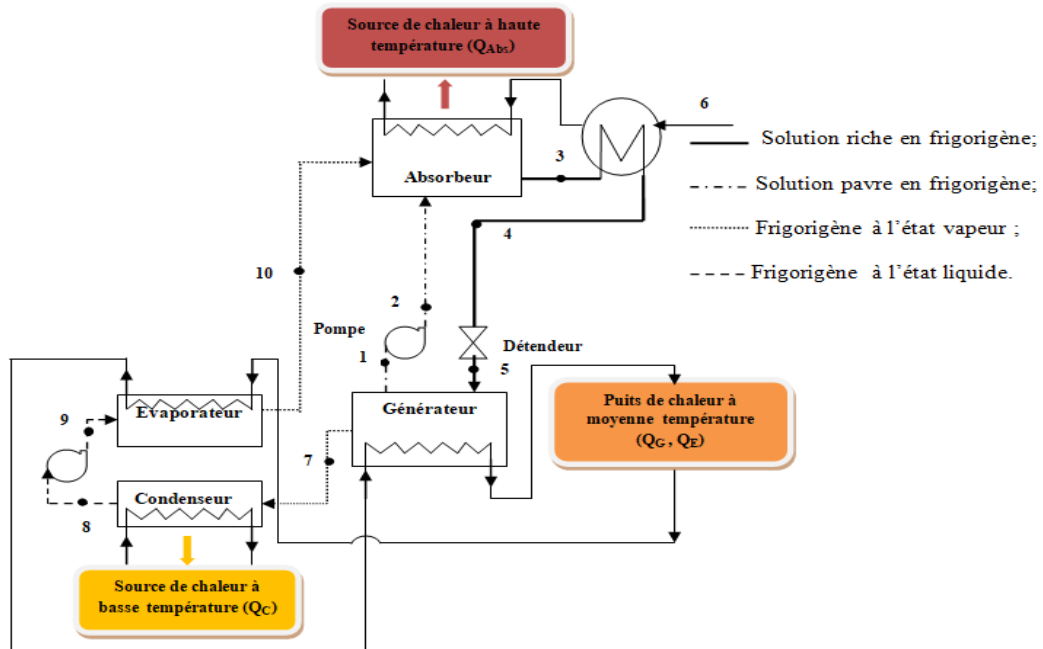 Source de chaleur à haute
température (QAbs)
6
Solution riche en frigorigène;
3
Absorbeur
Solution pavre en frigorigène;
4
Frigorigène à l'état vapeur ;
10
Frigorigène à l'état liquide.
2
Pompe
1
Détendeur
5
Evaporateur
Générateur
Puits de chaleur à
moyenne température
(QG , QE)
9
7
Condenseur
8
Source de chaleur à
basse température (QC)